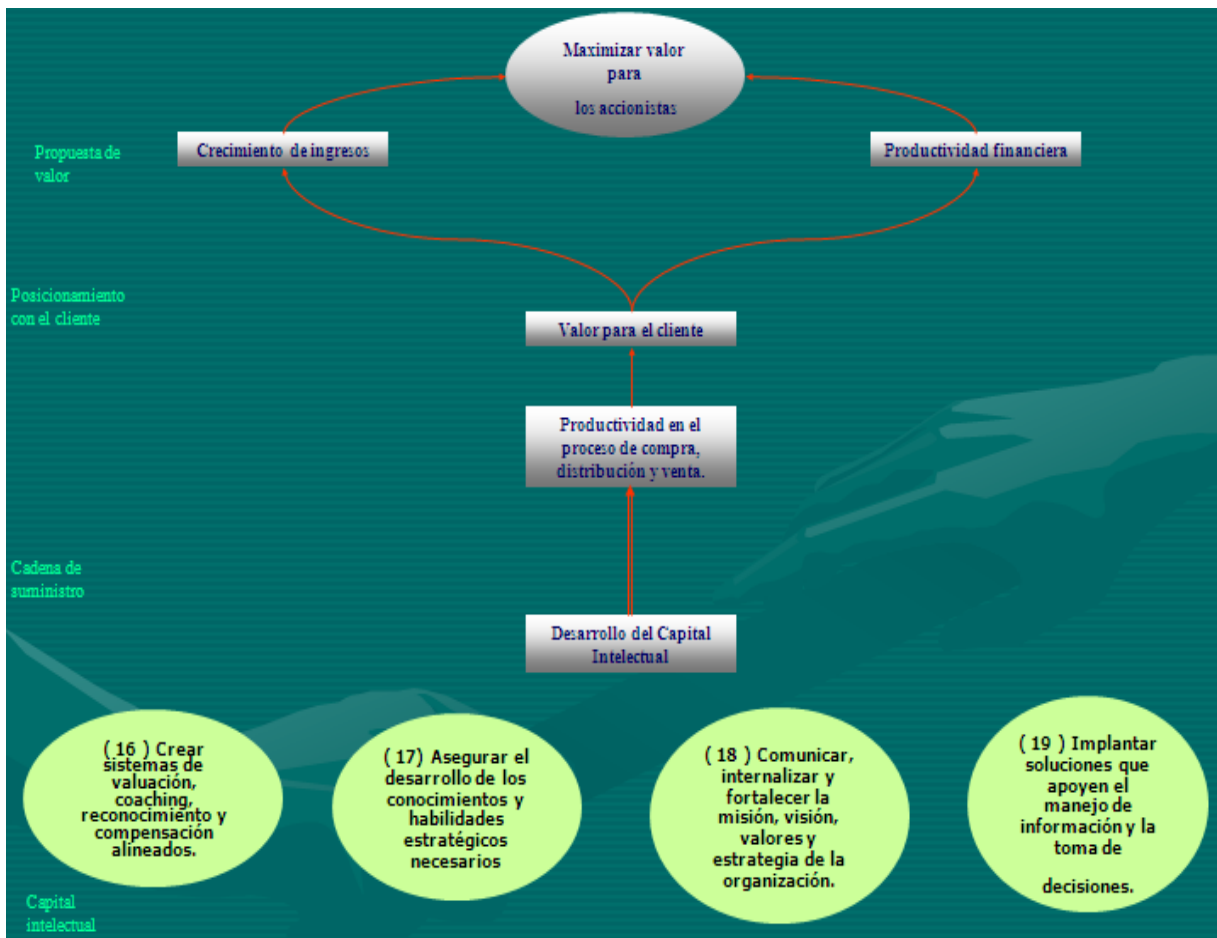 Maximizar valor
para
los accionistas
Crecimiento de ingresos
Productividad financiera
Propuesta de
valor
Posicionamiento
con el cliente
Valor para el cliente
Productividad en el
proceso de compra,
distribución y venta.
Cadena de
suministro
Desarrollo del Capital
Intelectual
( 16 ) Crear
sistemas de
valuación,
coaching,
reconocimiento y
compensación
alineados.
( 17) Asegurar el
desarrollo de los
conocimientos y
habilidades
estratégicos
necesarios
( 18 ) Comunicar,
internalizar y
fortalecer la
misión, visión,
valores y
estrategia de la
organización.
( 19 ) Implantar
soluciones que
apoyen el
manejo de
información y la
toma de
decisiones.
Capital
intelectual